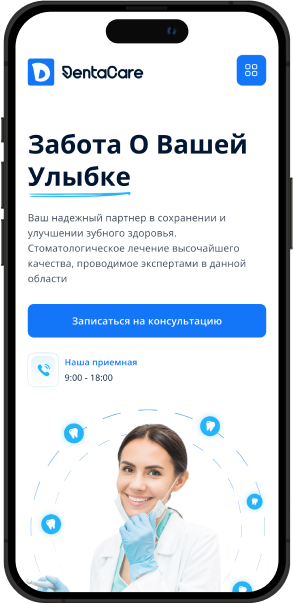 DentaCare
Забота О Вашей
Улыбке
Ваш надежный партнер в сохранении и
улучшении зубного здоровья.
Стоматологическое лечение высочайшего
качества, проводимое экспертами в данной
области
Записаться на консультацию
Наша приемная
9:00 - 18:00